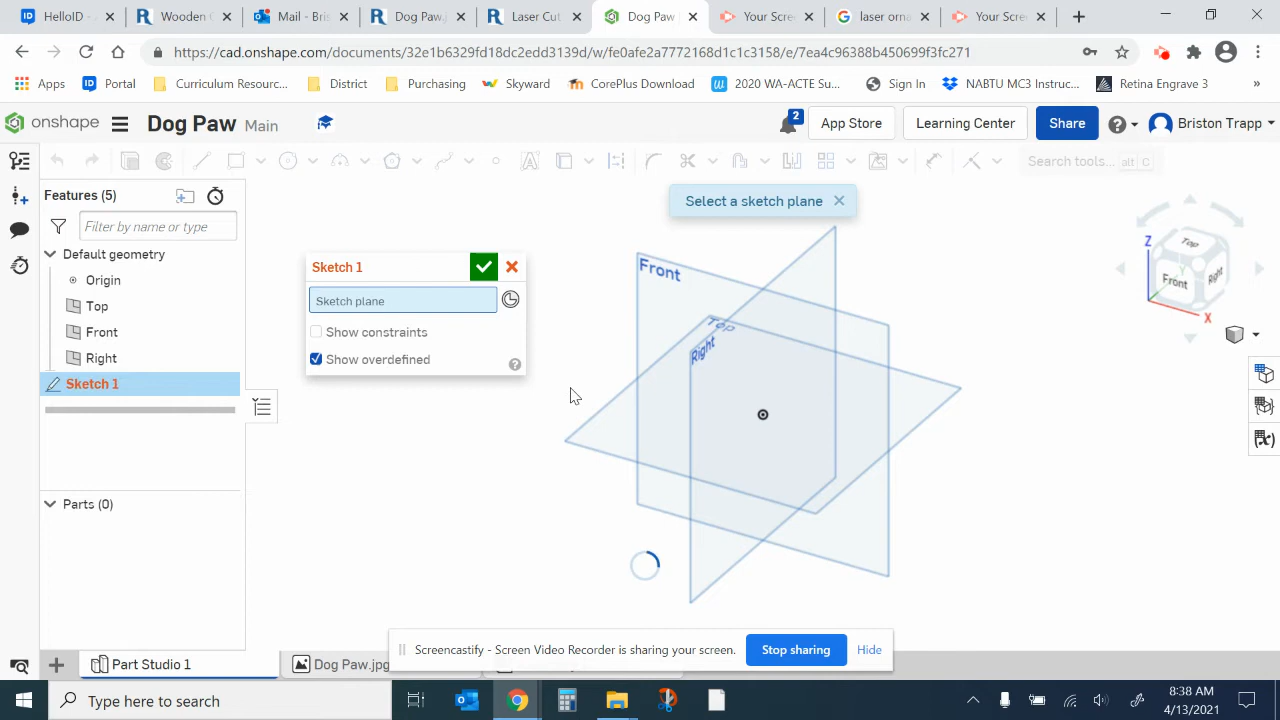 HelloID - D
Wooden C
Mail - Bris
Dog Paw.j
Laser Cut
Dog Paw
Your Scre
laser orna
Your Scre
https://cad.onshape.com/documents/32e1b6329fd18dc2edd3139d/w/fe0afe2a7772168d1c1c3158/e/7ea4c96388b450699f3fc271
Apps
Portal
Curriculum Resourc...
District
Purchasing
Skyward
CorePlus Download
2020 WA-ACTE Su...
Sign In
NABTU MC3 Instruc...
Retina Engrave 3
»
onshape
Dog Paw Main
2
App Store
Learning Center
Share
Briston Trapp
Search tools... alt C
Features (5)
Filter by name or type
Default geometry
Origin
Top
Front
Right
Sketch 1
Parts (0)
Select a sketch plane
Sketch 1
Sketch plane
Show constraints
Show overdefined
Front
Top
Right
Z
Top
Front
Right
Y
X
Part Studio 1
Dog Paw.jpg
Screencastify - Screen Video Recorder is sharing your screen.
Stop sharing
Hide
Type here to search
8:38 AM
4/13/2021